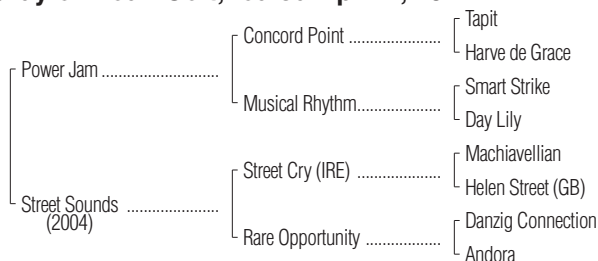 Tapit
Concord Point ....................
Harve de Grace
Power Jam .............................
Smart Strike
Musical Rhythm.....................
Day Lily
Machiavellian
Street Cry (IRE) .....................
Helen Street (GB)
Street Sounds .......................
(2004)
Danzig Connection
Rare Opportunity ...................
Andora